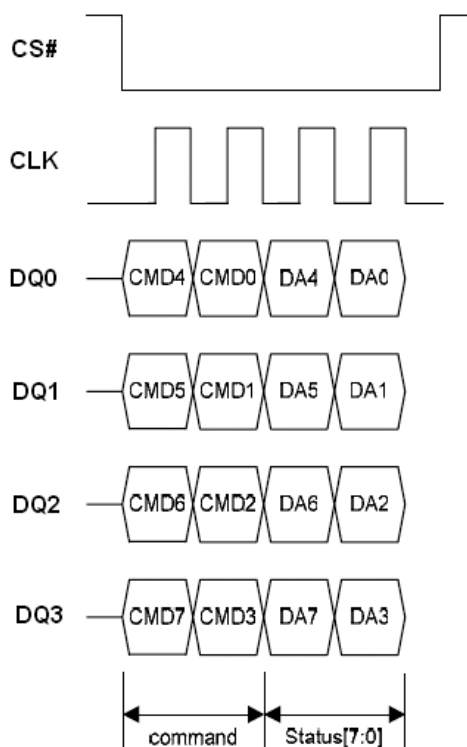 CS#
CLK
DQ0 CMD4 CMD0 DA4 DA0
DQ1 CMD5 CMD1 DA5 DA1
DQ2 CMD6 CMD2 DA6 DA2
DQ3 CMD7 CMD3 DA7 DA3
command Status[7:0]